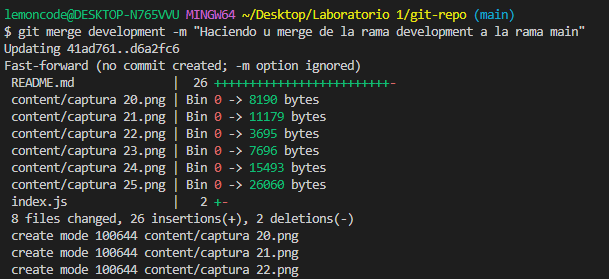 lemoncode@DESKTOP-N765VVU MINGW64 ~/Desktop/Laboratorio 1/git-repo (main)
$ git merge development -m "Haciendo u merge de la rama development a la rama main"
Updating 41ad761..d6a2fc6
Fast-forward (no commit created; -m option ignored)
 README.md              |  26 +++++++++++++++++++++++++-
 content/captura 20.png | Bin 0 -> 8190 bytes
 content/captura 21.png | Bin 0 -> 11179 bytes
 content/captura 22.png | Bin 0 -> 3695 bytes
 content/captura 23.png | Bin 0 -> 7696 bytes
 content/captura 24.png | Bin 0 -> 15493 bytes
 content/captura 25.png | Bin 0 -> 26060 bytes
 index.js               |   2 +-
 8 files changed, 26 insertions(+), 2 deletions(-)
 create mode 100644 content/captura 20.png
 create mode 100644 content/captura 21.png
 create mode 100644 content/captura 22.png